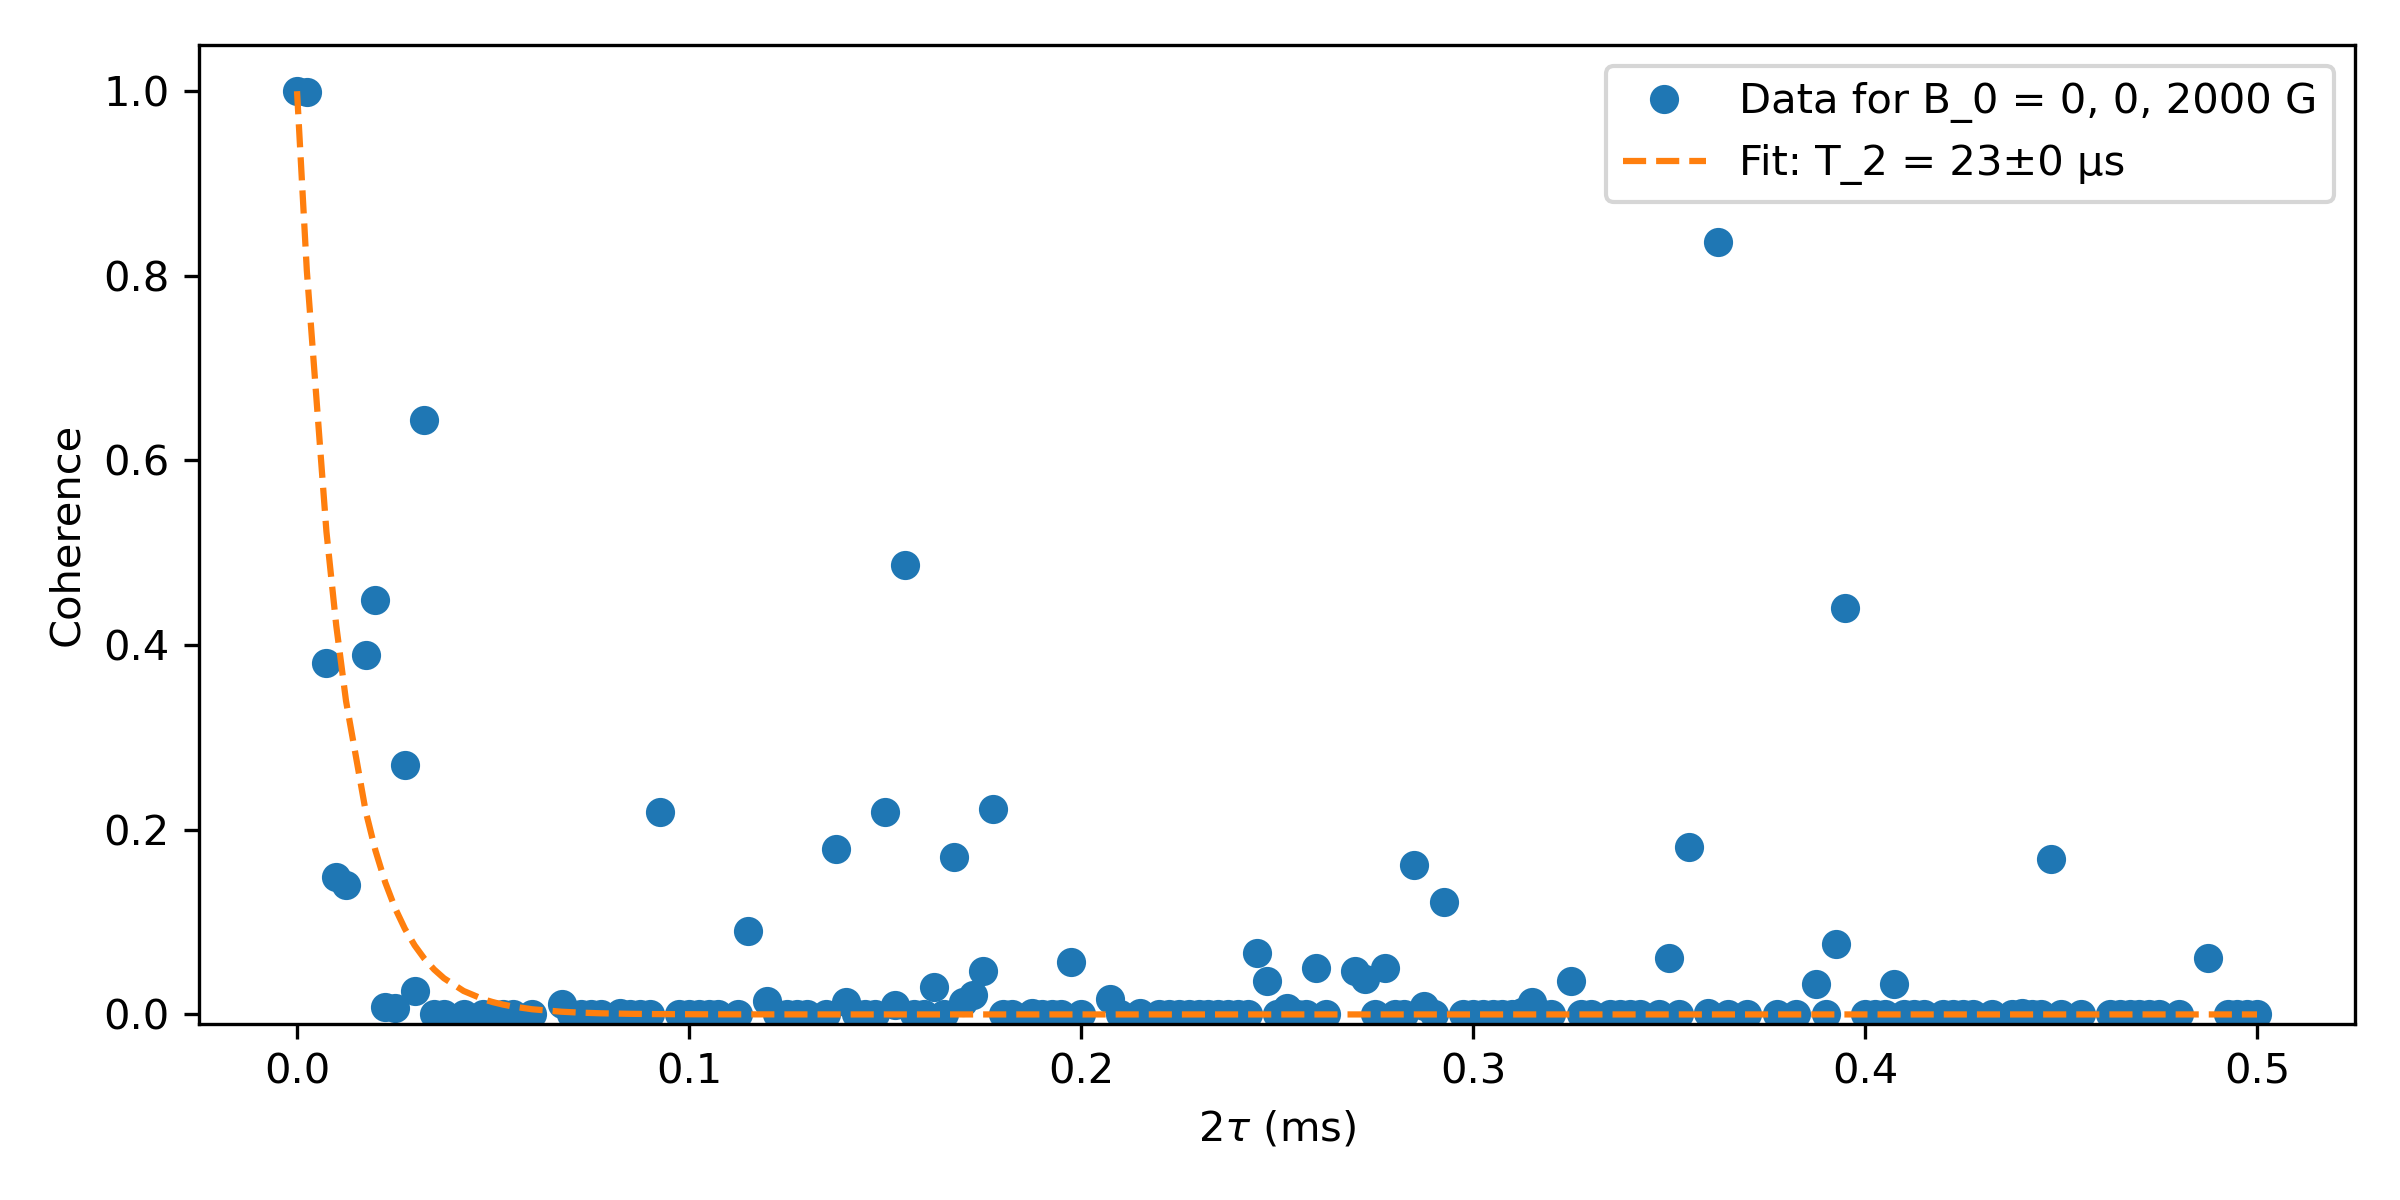 Data for B_0 = 0, 0, 2000 G
Fit: T_2 = 23±0 µs
1.0
0.8
0.6
0.4
0.2
0.0
Coherence
0.0 0.1 0.2 0.3 0.4 0.5
2τ (ms)